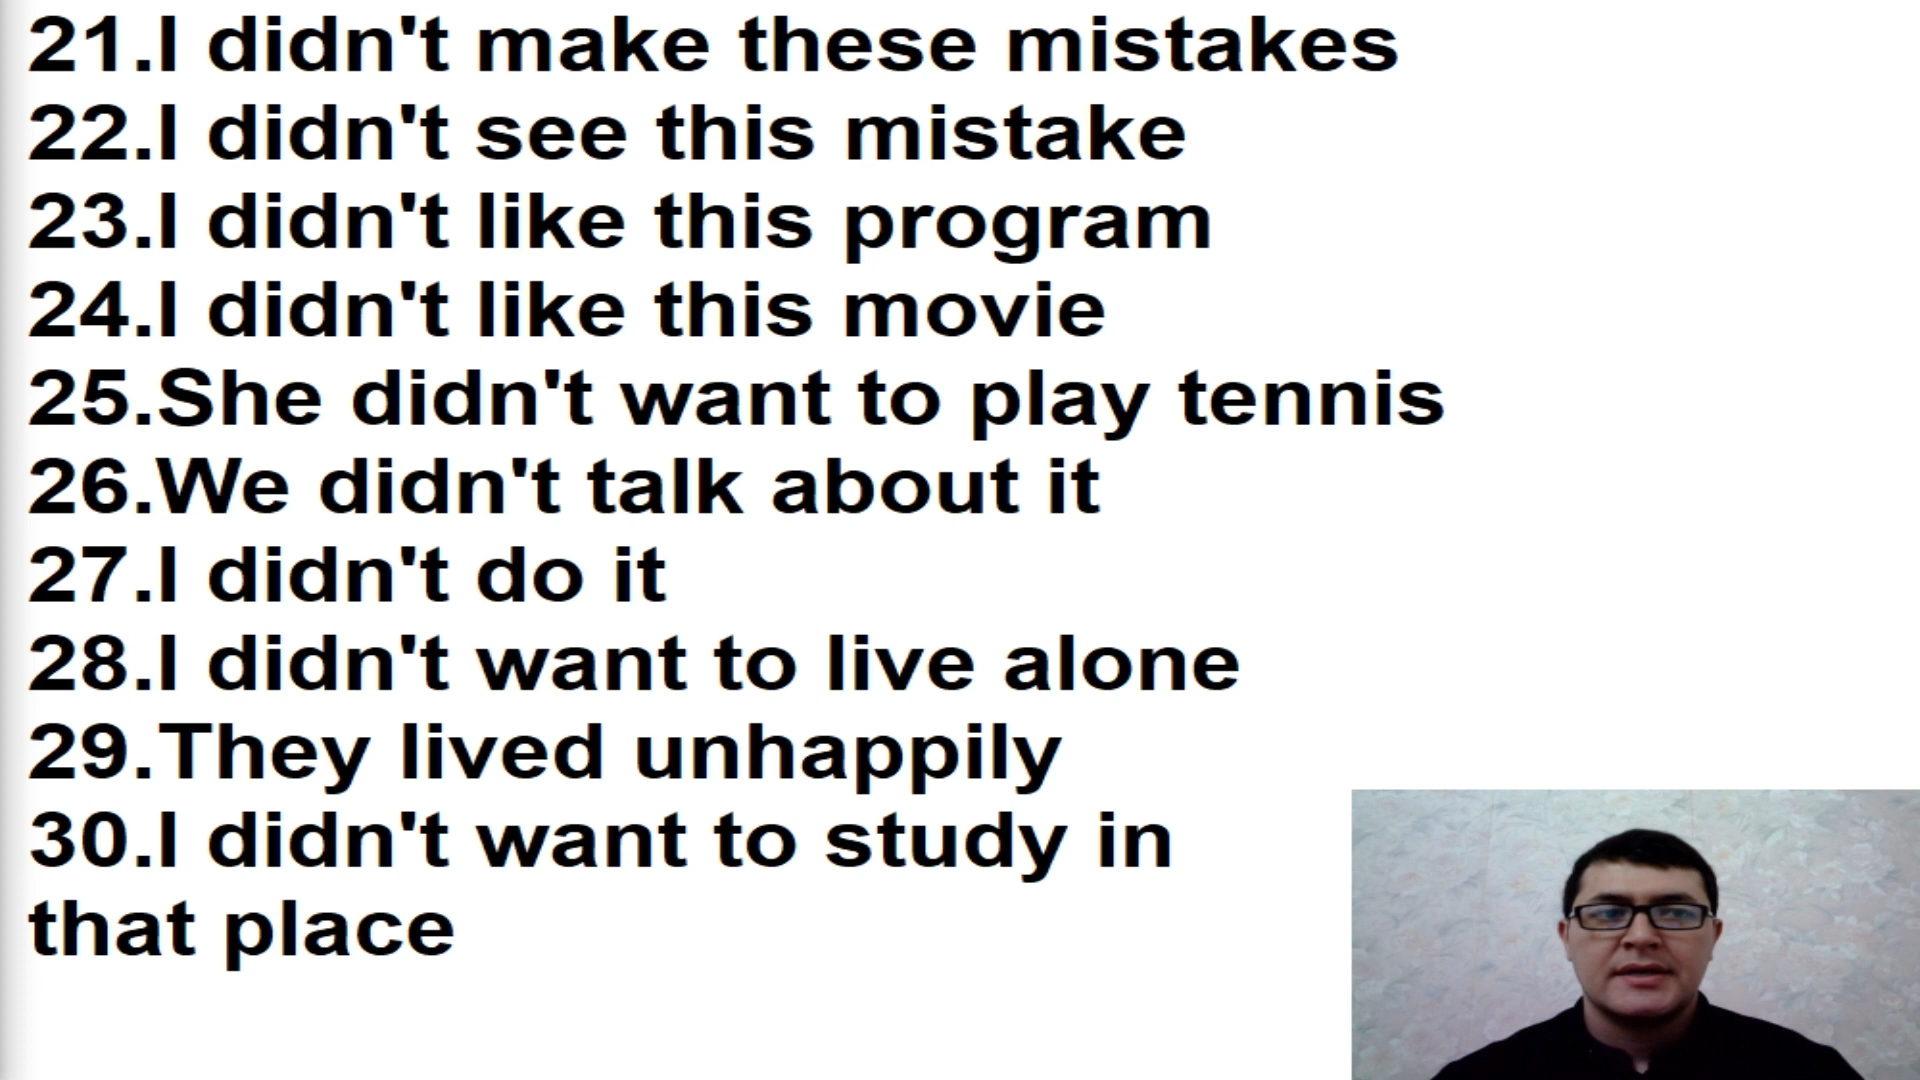 21.I didn't make these mistakes
22.I didn't see this mistake
23.I didn't like this program
24.I didn't like this movie
25.She didn't want to play tennis
26.We didn't talk about it
27.I didn't do it
28.I didn't want to live alone
29.They lived unhappily
30.I didn't want to study in
that place